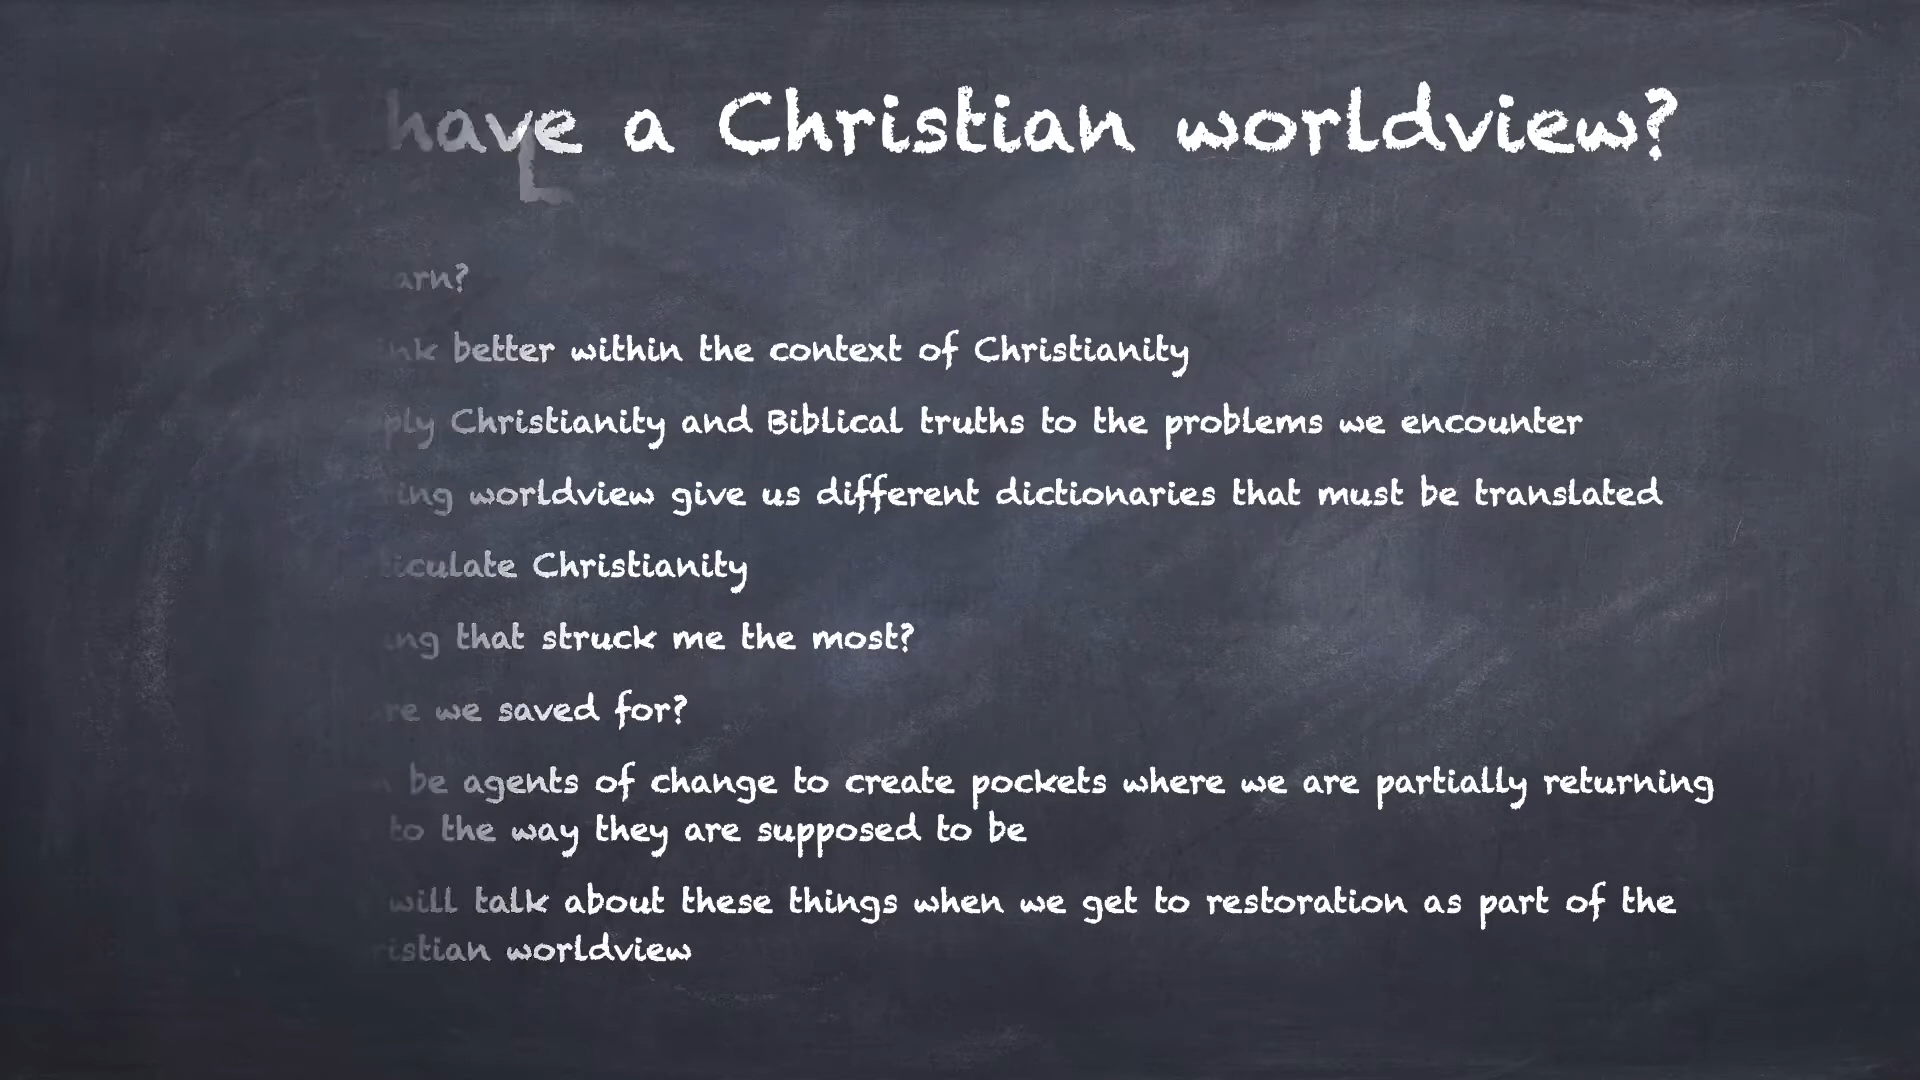 have a Christian worldview?
L
better within the context of Christianity
Christianity and Biblical truths to the problems we encounter
worldview give us different dictionaries that must be translated
Christianity
that struck me the most?
we saved for?
be agents of change to create pockets where we are partially returning
to the way they are supposed to be
will talk about these things when we get to restoration as part of the
worldview